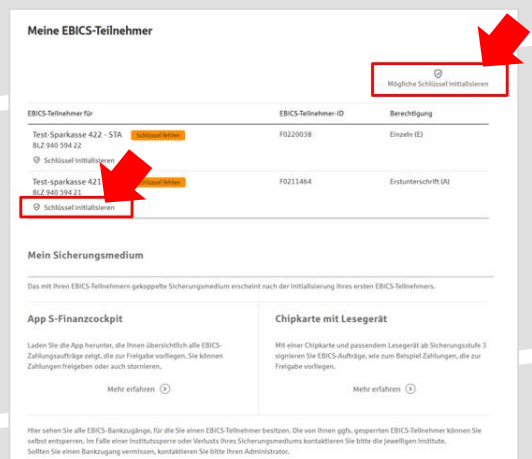 Meine EBICS-Teilnehmer
Mögliche Schlüssel initialisieren
EBICS-Teilnehmer für EBICS-Teilnehmer-ID Berechtigung
Test-Sparkasse 422 - STA Schlüssel fehlen F0220038 Einzeln (E)
BLZ 940 594 22
Schlüssel initialisieren
Test-sparkasse 421 Schlüssel fehlen F0211464 Erstunterschrift (A)
BLZ 940 594 21
Schlüssel initialisieren
Mein Sicherungsmedium
Das mit Ihren EBICS-Teilnehmern gekoppelte Sicherungsmedium erscheint nach der Initialisierung Ihres ersten EBICS-Teilnehmers.
App S-Finanzcockpit
Laden Sie die App herunter, die Ihnen übersichtlich alle EBICS-
Zahlungsaufträge zeigt, die zur Freigabe vorliegen. Sie können
Zahlungen freigeben oder auch stornieren.
Mehr erfahren
Chipkarte mit Lesegerät
Mit einer Chipkarte und passendem Lesegerät ab Sicherungsstufe 3
signieren Sie EBICS-Aufträge, wie zum Beispiel Zahlungen, die zur
Freigabe vorliegen.
Mehr erfahren
Hier sehen Sie alle EBICS-Bankzugänge, für die Sie einen EBICS-Teilnehmer besitzen. Die von Ihnen ggfs. gesperrten EBICS-Teilnehmer können Sie
selbst entsperren. Im Falle einer Institutssperre oder Verlusts Ihres Sicherungsmediums kontaktieren Sie bitte die jeweiligen Institute.
Sollten Sie einen Bankzugang vermissen, kontaktieren Sie bitte Ihren Administrator.